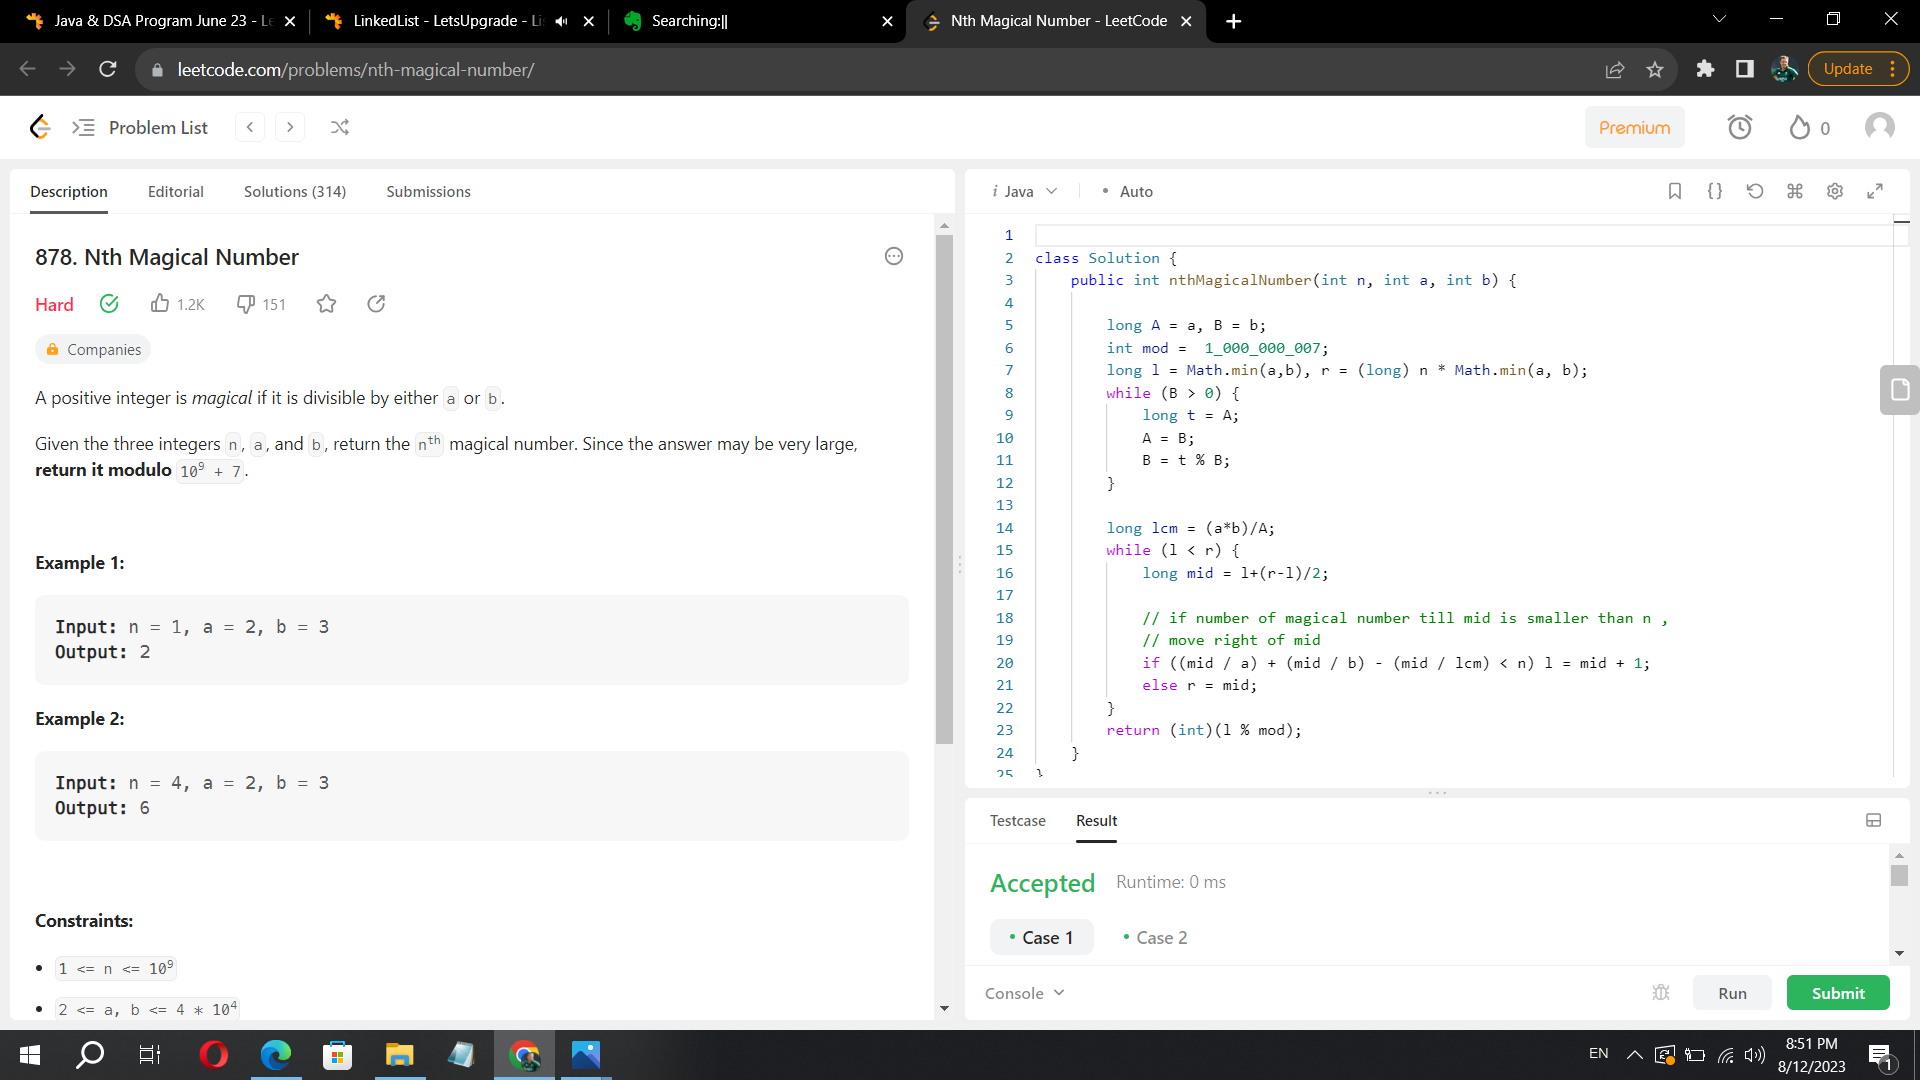 Java & DSA Program June 23 - Le
LinkedList - LetsUpgrade - Li
Searching:||
Nth Magical Number - LeetCode
leetcode.com/problems/nth-magical-number/
Update
Problem List
Premium
0
Description
Editorial
Solutions (314)
Submissions
878. Nth Magical Number
Hard
1.2K
151
Companies
A positive integer is magical if it is divisible by either a or b.
Given the three integers n, a, and b, return the nth magical number. Since the answer may be very large,
return it modulo 10⁹ + 7.
Example 1:
Input: n = 1, a = 2, b = 3
Output: 2
Example 2:
Input: n = 4, a = 2, b = 3
Output: 6
Constraints:
• 1 <= n <= 10⁹
• 2 <= a, b <= 4 * 10⁴
i Java
• Auto
1
2 class Solution {
3 public int nthMagicalNumber(int n, int a, int b) {
4
5 long A = a, B = b;
6 int mod =  1_000_000_007;
7 long l = Math.min(a,b), r = (long) n * Math.min(a, b);
8 while (B > 0) {
9 long t = A;
10 A = B;
11 B = t % B;
12 }
13
14 long lcm = (a*b)/A;
15 while (l < r) {
16 long mid = l+(r-l)/2;
17
18 // if number of magical number till mid is smaller than n ,
19 // move right of mid
20 if ((mid / a) + (mid / b) - (mid / lcm) < n) l = mid + 1;
21 else r = mid;
22 }
23 return (int)(l % mod);
24 }
25 }
Testcase
Result
Accepted
Runtime: 0 ms
• Case 1
• Case 2
Console
Run
Submit
EN
8:51 PM
8/12/2023
1